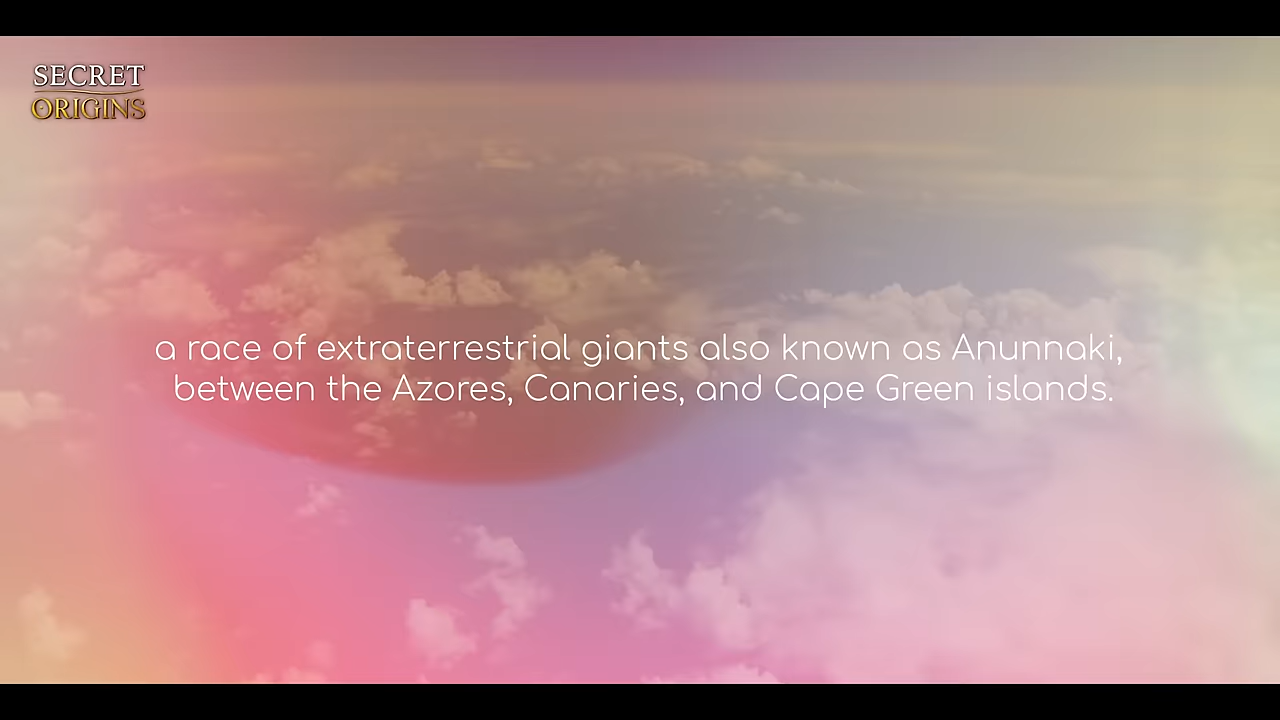 SECRET
ORIGINS
a race of extraterrestrial giants also known as Anunnaki,
between the Azores, Canaries, and Cape Green islands.